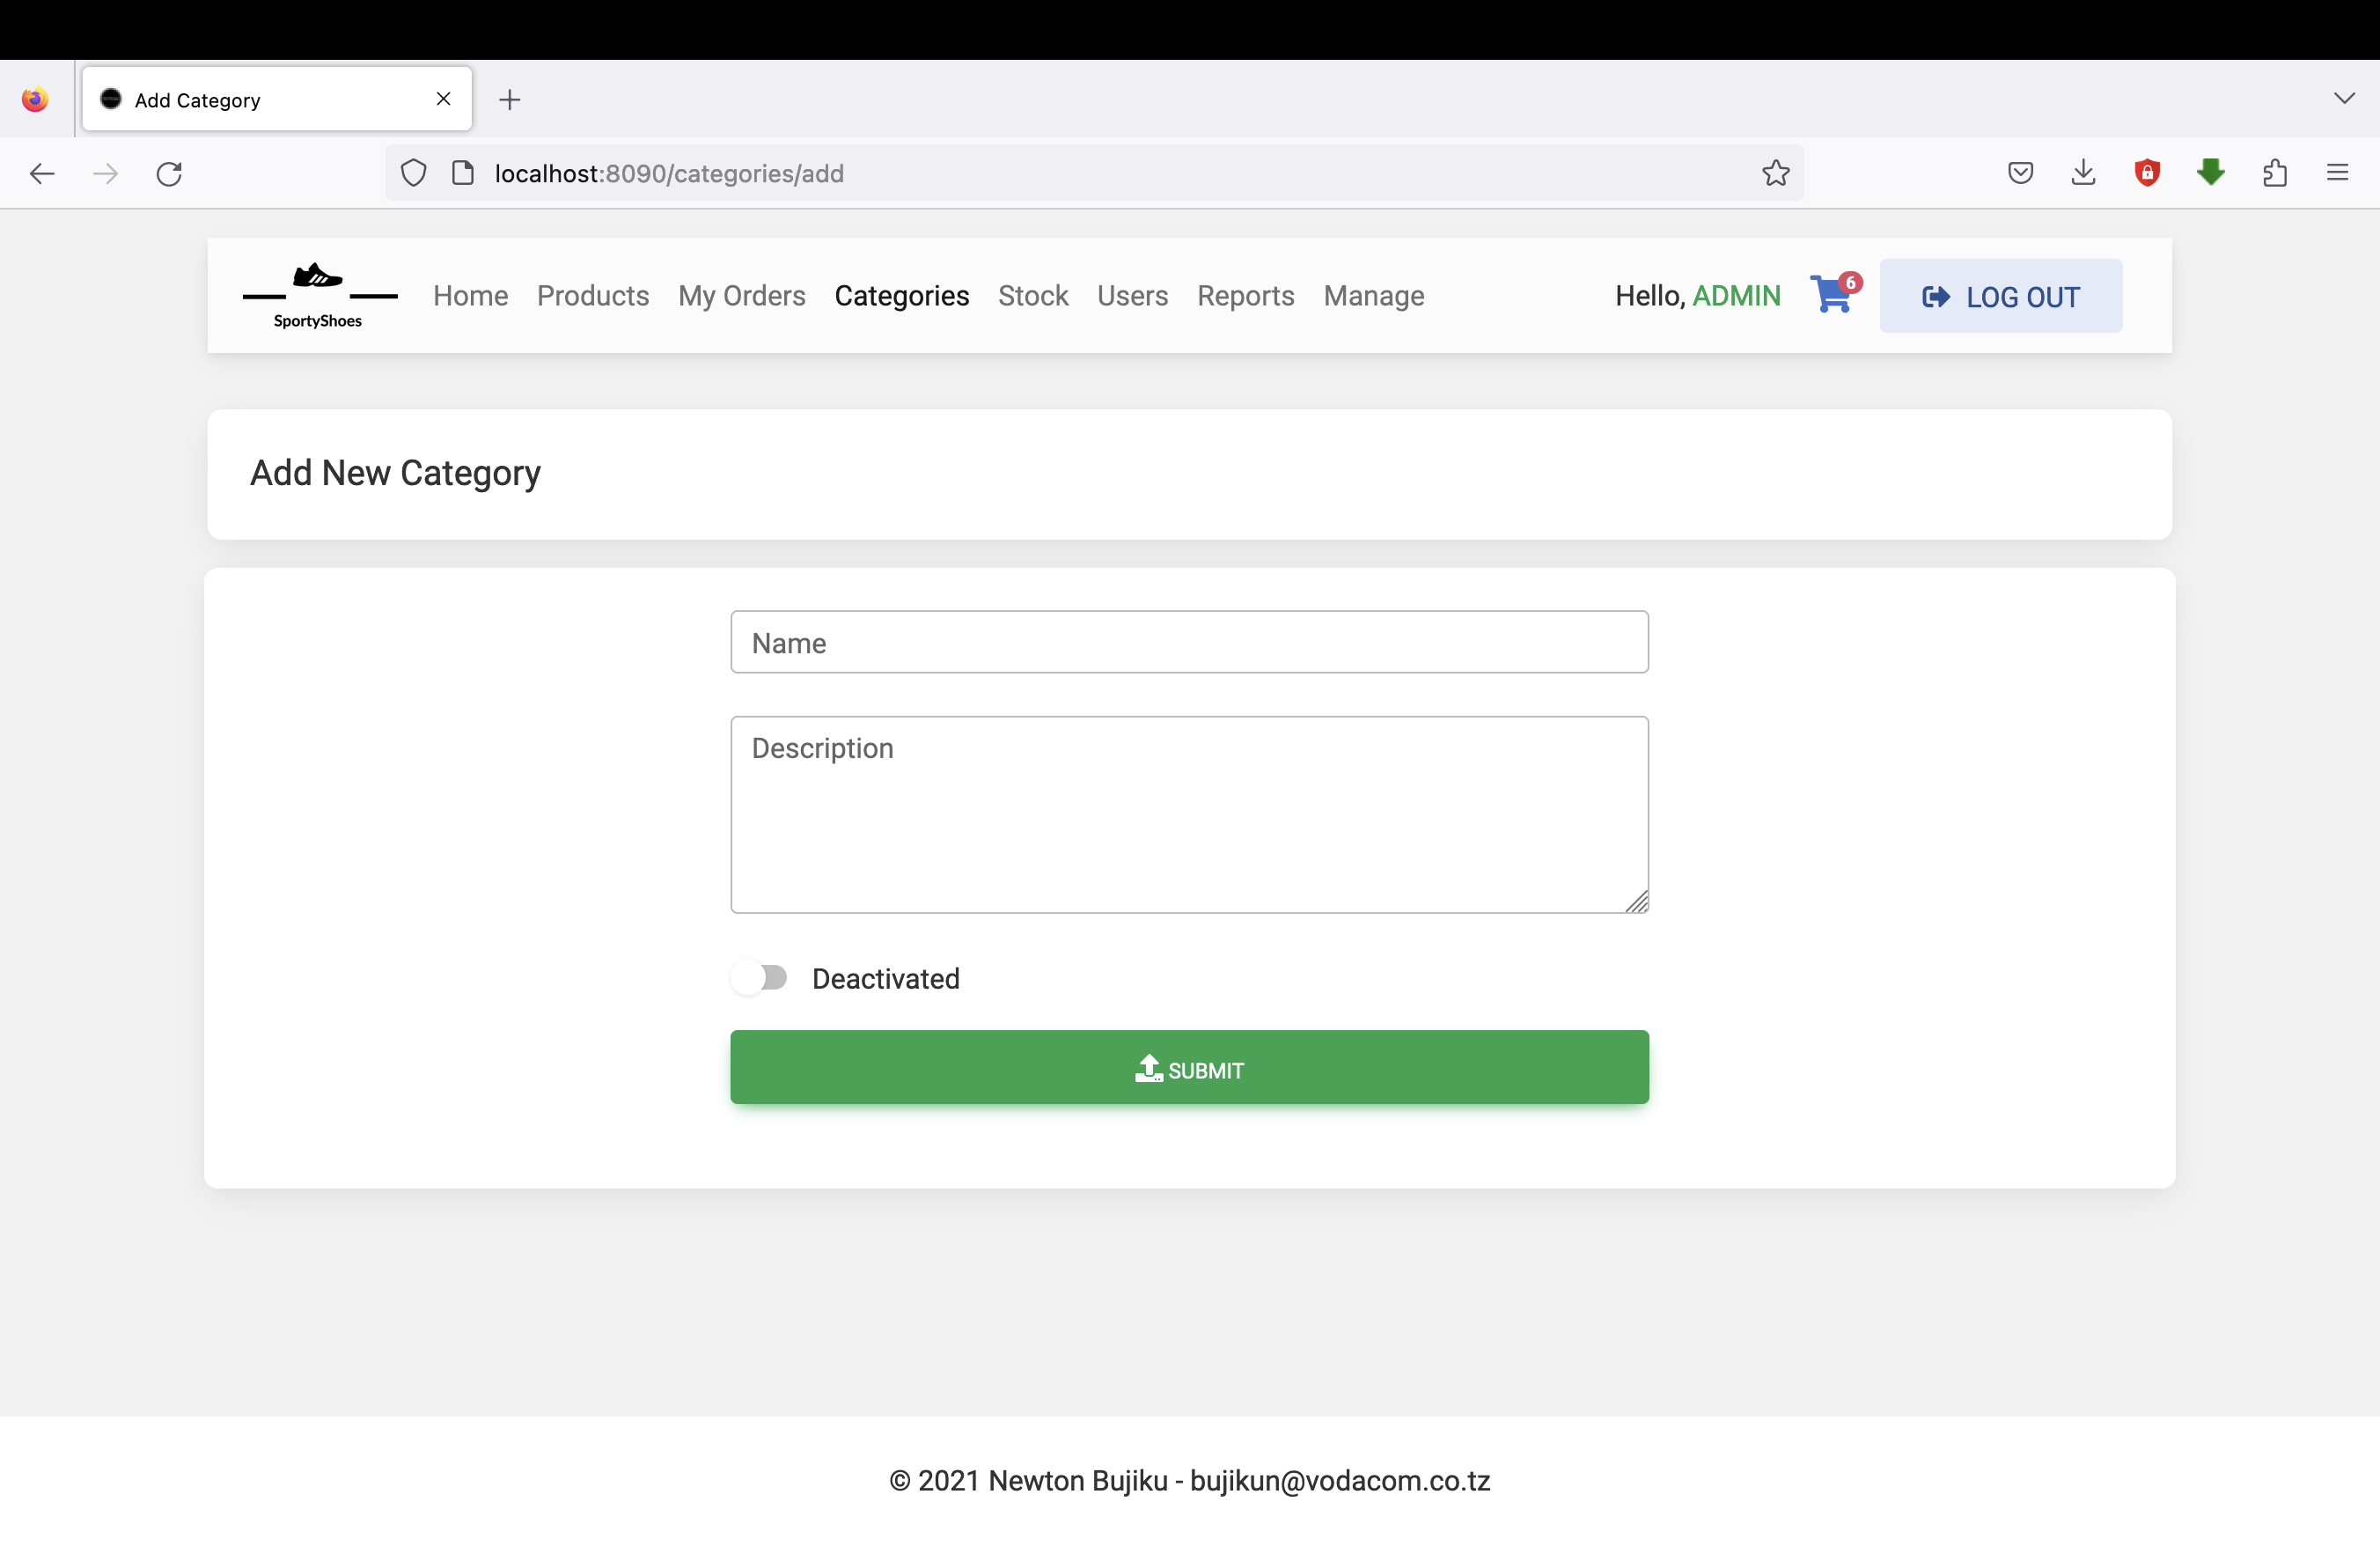 Add Category
localhost:8090/categories/add
SportyShoes
Home Products My Orders Categories Stock Users Reports Manage
Hello, ADMIN 6 LOG OUT
Add New Category
Name
Description
Deactivated
SUBMIT
© 2021 Newton Bujiku - bujikun@vodacom.co.tz